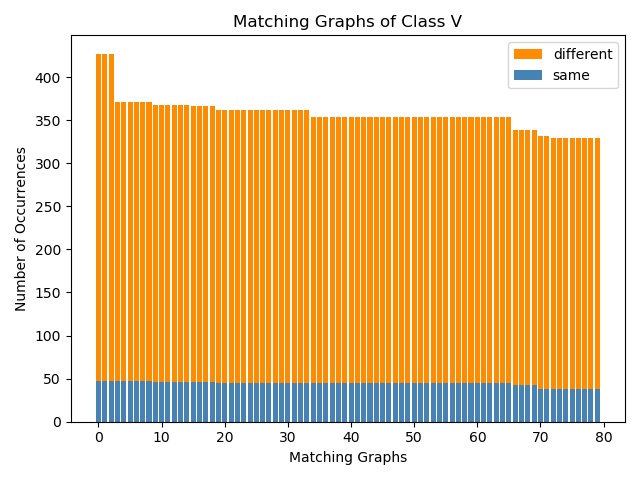 Matching Graphs of Class V
different
same
Number of Occurrences
400
350
300
250
200
150
100
50
0
0 10 20 30 40 50 60 70 80
Matching Graphs